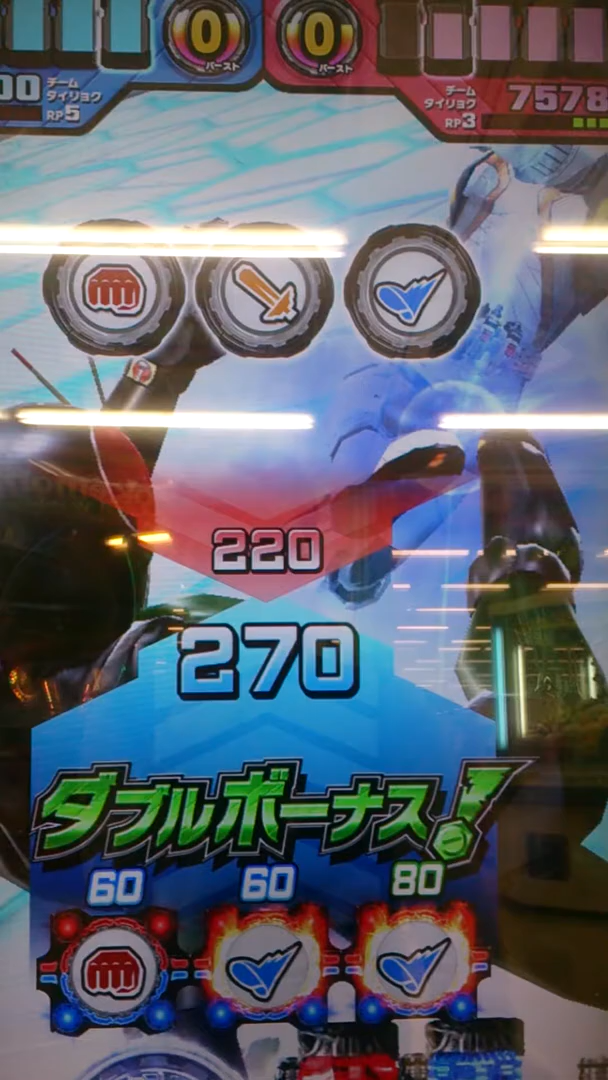 0
バースト
0
バースト
00
チーム
タイリョク
RP5
チーム
タイリョク
RP3
7578
220
270
ダブルボーナス!
60
60
80